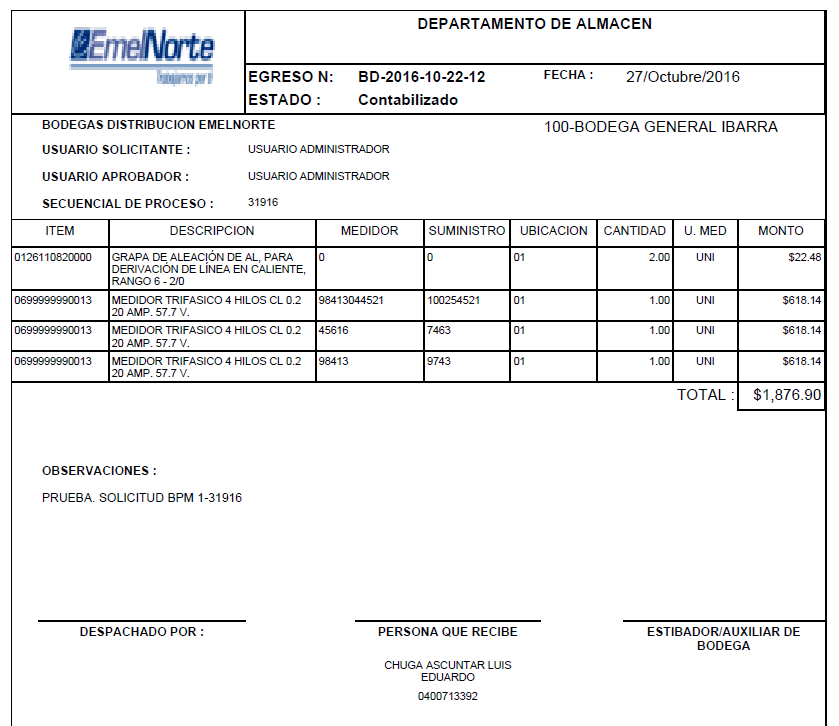 EmelNorte
Trabajamos por ti
DEPARTAMENTO DE ALMACEN
EGRESO N: BD-2016-10-22-12 FECHA : 27/Octubre/2016
ESTADO : Contabilizado
BODEGAS DISTRIBUCION EMELNORTE 100-BODEGA GENERAL IBARRA
USUARIO SOLICITANTE : USUARIO ADMINISTRADOR
USUARIO APROBADOR : USUARIO ADMINISTRADOR
SECUENCIAL DE PROCESO : 31916
ITEM DESCRIPCION MEDIDOR SUMINISTRO UBICACION CANTIDAD U. MED MONTO
0126110820000 GRAPA DE ALEACIÓN DE AL, PARA 0 0 01 2.00 UNI $22.48
DERIVACIÓN DE LÍNEA EN CALIENTE,
RANGO 6 - 2/0
0699999990013 MEDIDOR TRIFASICO 4 HILOS CL 0.2 98413044521 100254521 01 1.00 UNI $618.14
20 AMP. 57.7 V.
0699999990013 MEDIDOR TRIFASICO 4 HILOS CL 0.2 45616 7463 01 1.00 UNI $618.14
20 AMP. 57.7 V.
0699999990013 MEDIDOR TRIFASICO 4 HILOS CL 0.2 98413 9743 01 1.00 UNI $618.14
20 AMP. 57.7 V.
TOTAL : $1,876.90
OBSERVACIONES :
PRUEBA. SOLICITUD BPM 1-31916
DESPACHADO POR : PERSONA QUE RECIBE ESTIBADOR/AUXILIAR DE
BODEGA
CHUGA ASCUNTAR LUIS
EDUARDO
0400713392